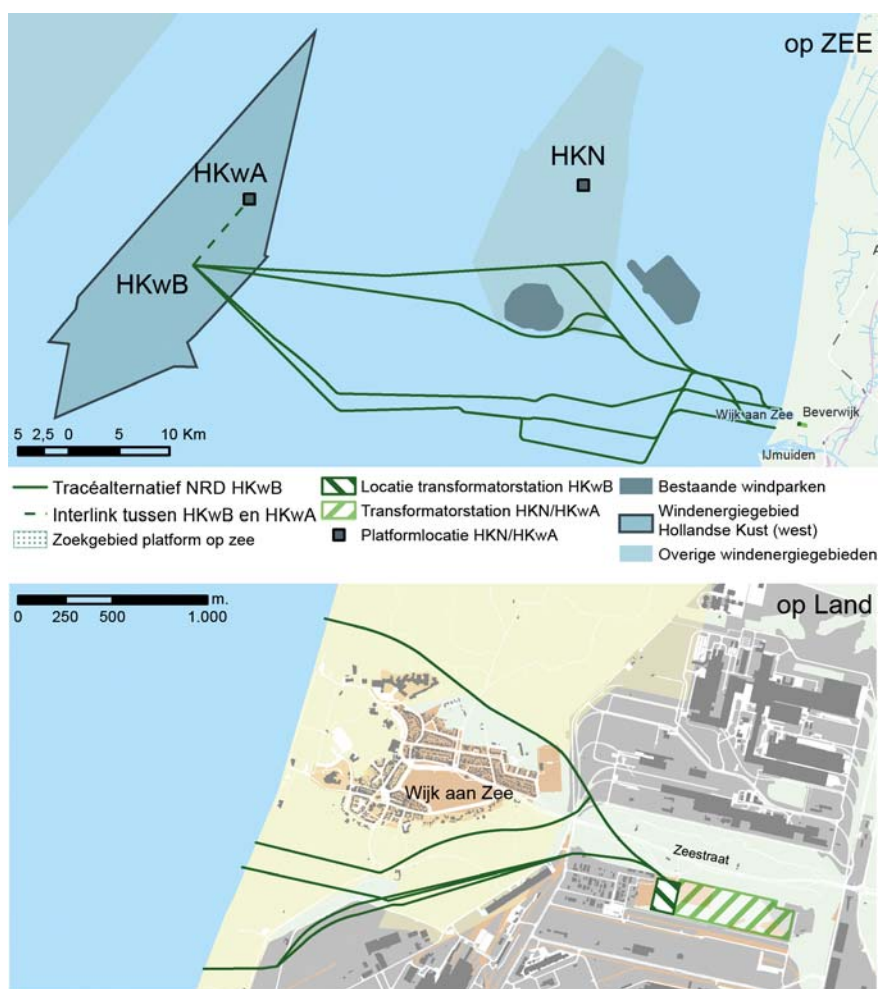 op ZEE
HKwA
HKN
HKwB
Wijk aan Zee
Beverwijk
IJmuiden
A
5 2,5 0 5 10 Km
Tracéalternatief NRD HKwB
Interlink tussen HKwB en HKwA
Zoekgebied platform op zee
Locatie transformatorstation HKwB
Transformatorstation HKN/HKwA
Platformlocatie HKN/HKwA
Bestaande windparken
Windenergiegebied
Hollandse Kust (west)
Overige windenergiegebieden
op Land
m.
0 250 500 1.000
Wijk aan Zee
Zeestraat